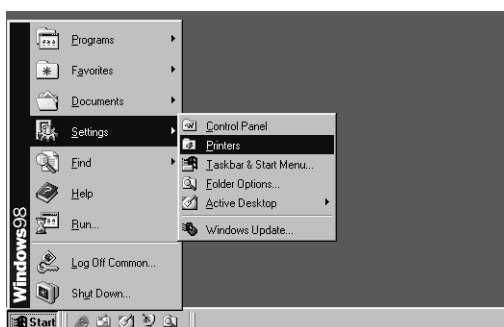 Programs
Favorites
Documents
Settings
Control Panel
Printers
Taskbar & Start Menu...
Folder Options...
Active Desktop
Windows Update...
Find
Help
Run...
Log Off Common...
Shut Down...
Windows98
Start